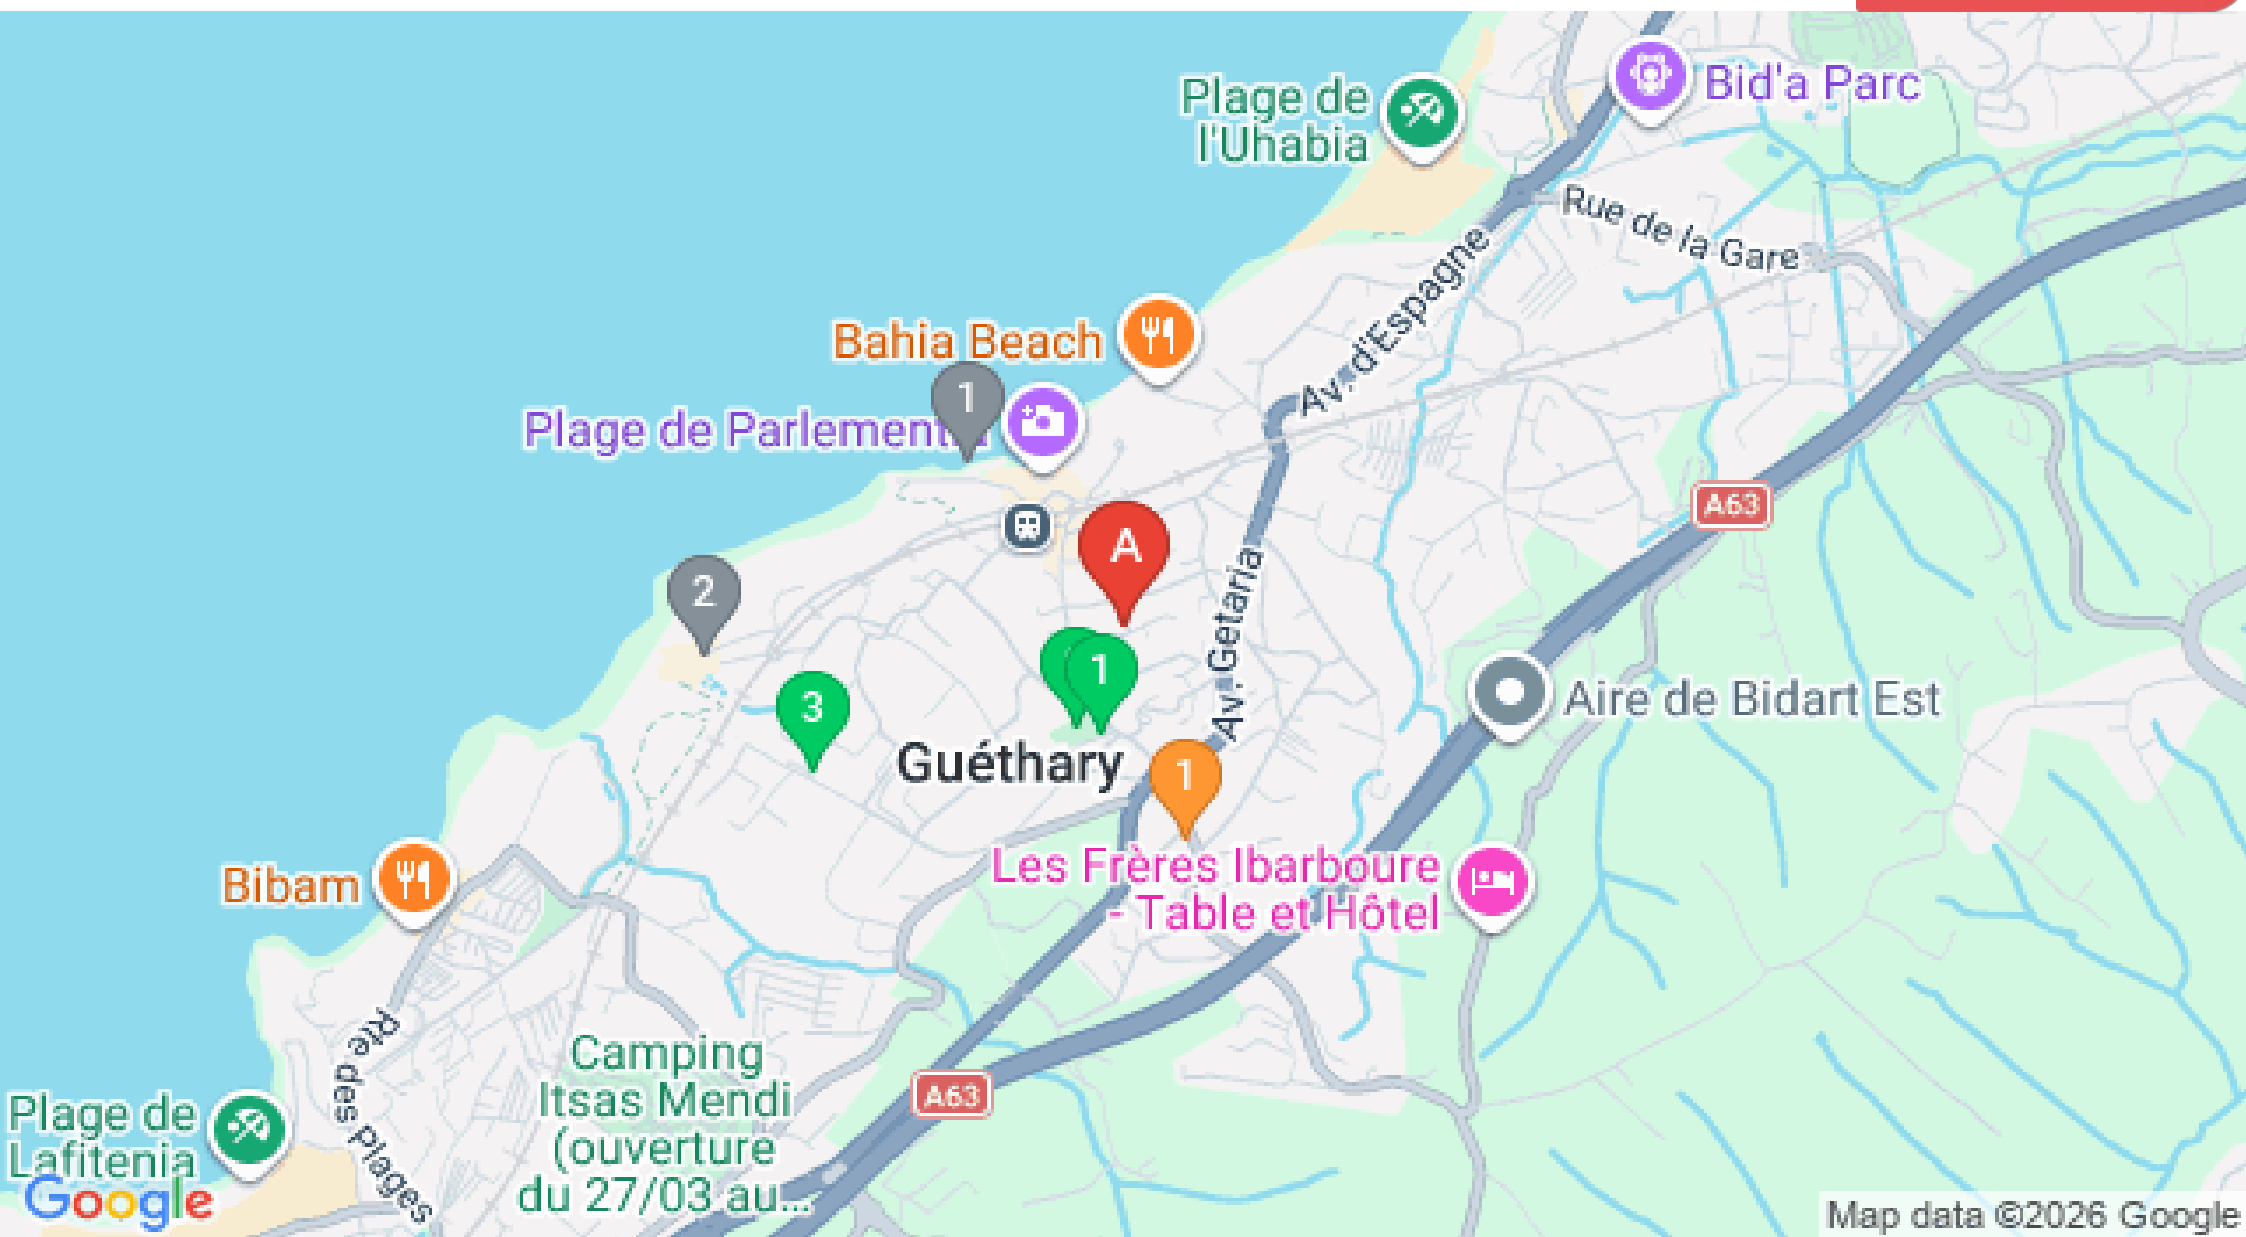 Bid'a Parc
Plage de
l'Uhabia
Rue de la Gare
Av. d'Espagne
Bahia Beach
1
Plage de
A63
A
Av. Getaria
2
1
3
Aire de Bidart Est
Guéthary
1
Les Frères Ibarboure
- Table et Hôtel
Bibam
Rte des Plages
Camping
Itsas Mendi
(ouverture
du 27/03 au...
A63
Plage de
Lafitenia
Google
Map data ©2026 Google